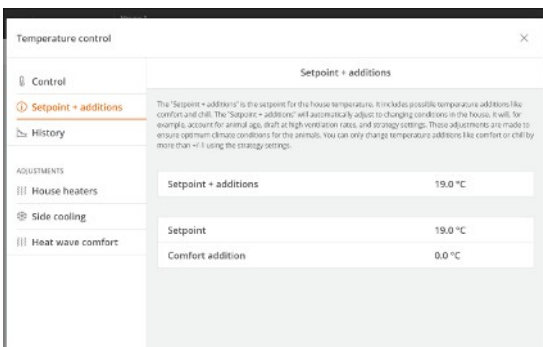 Temperature control
Setpoint + additions
Control
Setpoint + additions
History
ADJUSTMENTS
House heaters
Side cooling
Heat wave comfort
The "Setpoint + additions" is the setpoint for the house temperature. It includes possible temperature additions like
comfort and chill. The "Setpoint + additions" will automatically adjust to changing conditions in the house. It will, for
example, account for animal age, draft at high ventilation rates, and strategy settings. These adjustments are made to
ensure optimum climate conditions for the animals. You can only change temperature additions like comfort or chill by
more than +/-1 using the strategy settings.
Setpoint + additions 19.0 °C
Setpoint 19.0 °C
Comfort addition 0.0 °C